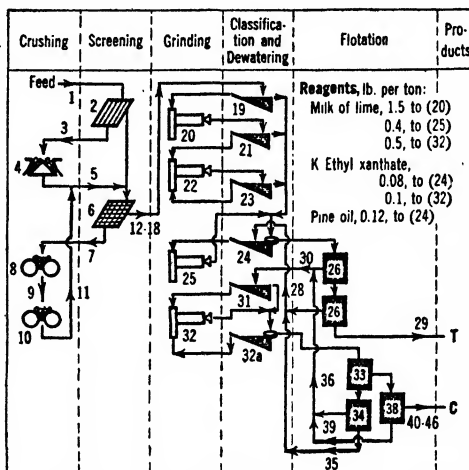 Crushing
Screening
Grinding
Classifica-
tion and
Dewatering
Flotation
Pro-
ducts
Feed
1
2
3
4
5
6
7
8
9
10
11
12-18
19
20
21
22
23
24
25
26
26
28
29
30
31
32
32a
33
34
35
36
38
39
40-46
T
C
Reagents, lb. per ton:
Milk of lime, 1.5 to (20)
0.4, to (25)
0.5, to (32)
K Ethyl xanthate,
0.08, to (24)
0.1, to (32)
Pine oil, 0.12, to (24)